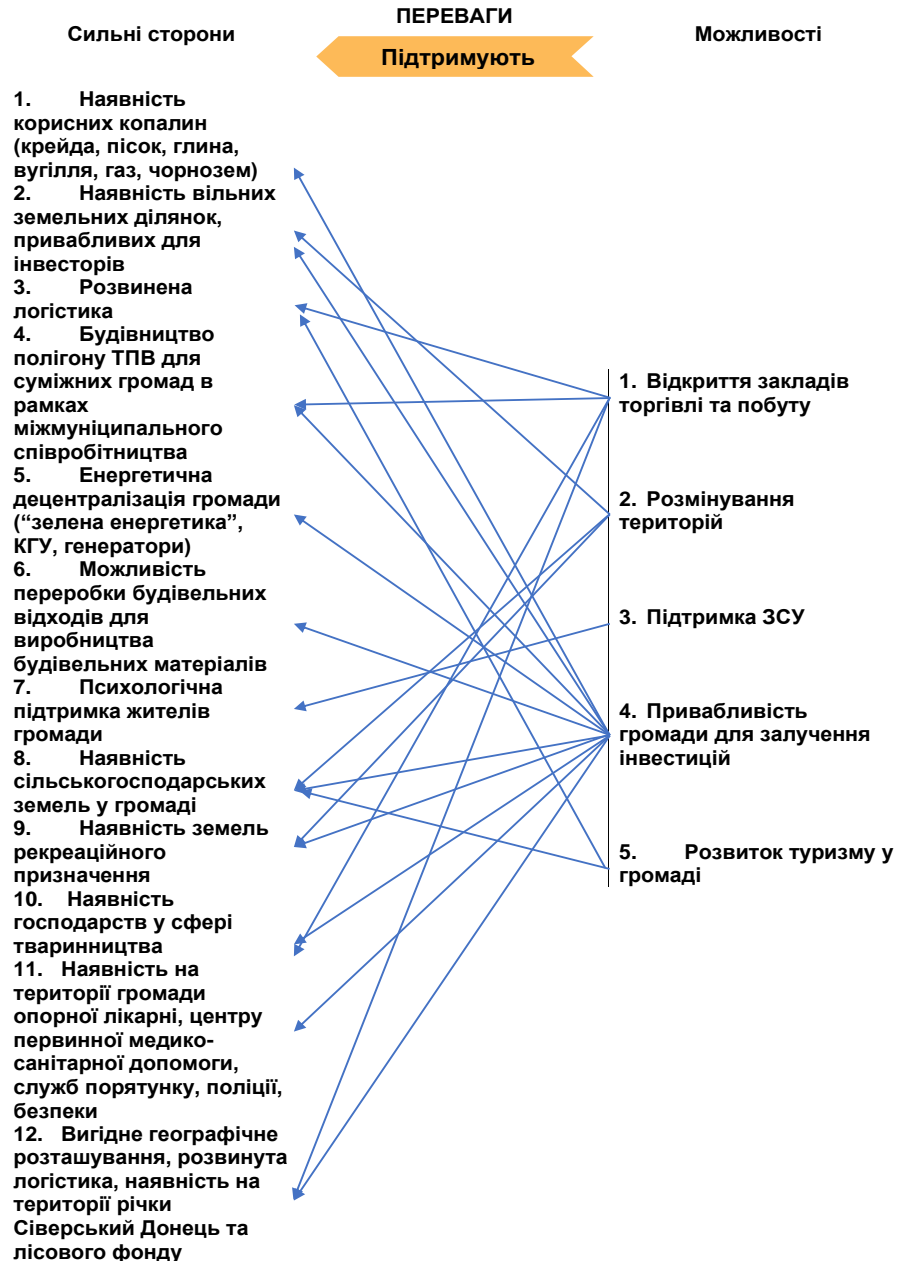 ПЕРЕВАГИ
Сильні сторони
Підтримують
Можливості
1. Наявність
корисних копалин
(крейда, пісок, глина,
вугілля, газ, чорнозем)
2. Наявність вільних
земельних ділянок,
привабливих для
інвесторів
3. Розвинена
логістика
4. Будівництво
полігону ТПВ для
суміжних громад в
рамках
міжмуніципального
співробітництва
5. Енергетична
децентралізація громади
(“зелена енергетика”,
КГУ, генератори)
6. Можливість
переробки будівельних
відходів для
виробництва
будівельних матеріалів
7. Психологічна
підтримка жителів
громади
8. Наявність
сільськогосподарських
земель у громаді
9. Наявність земель
рекреаційного
призначення
10. Наявність
господарств у сфері
тваринництва
11. Наявність на
території громади
опорної лікарні, центру
первинної медико-
санітарної допомоги,
служб порятунку, поліції,
безпеки
12. Вигідне географічне
розташування, розвинута
логістика, наявність на
території річки
Сіверський Донець та
лісового фонду
1. Відкриття закладів
торгівлі та побуту
2. Розмінування
територій
3. Підтримка ЗСУ
4. Привабливість
громади для залучення
інвестицій
5. Розвиток туризму у
громаді